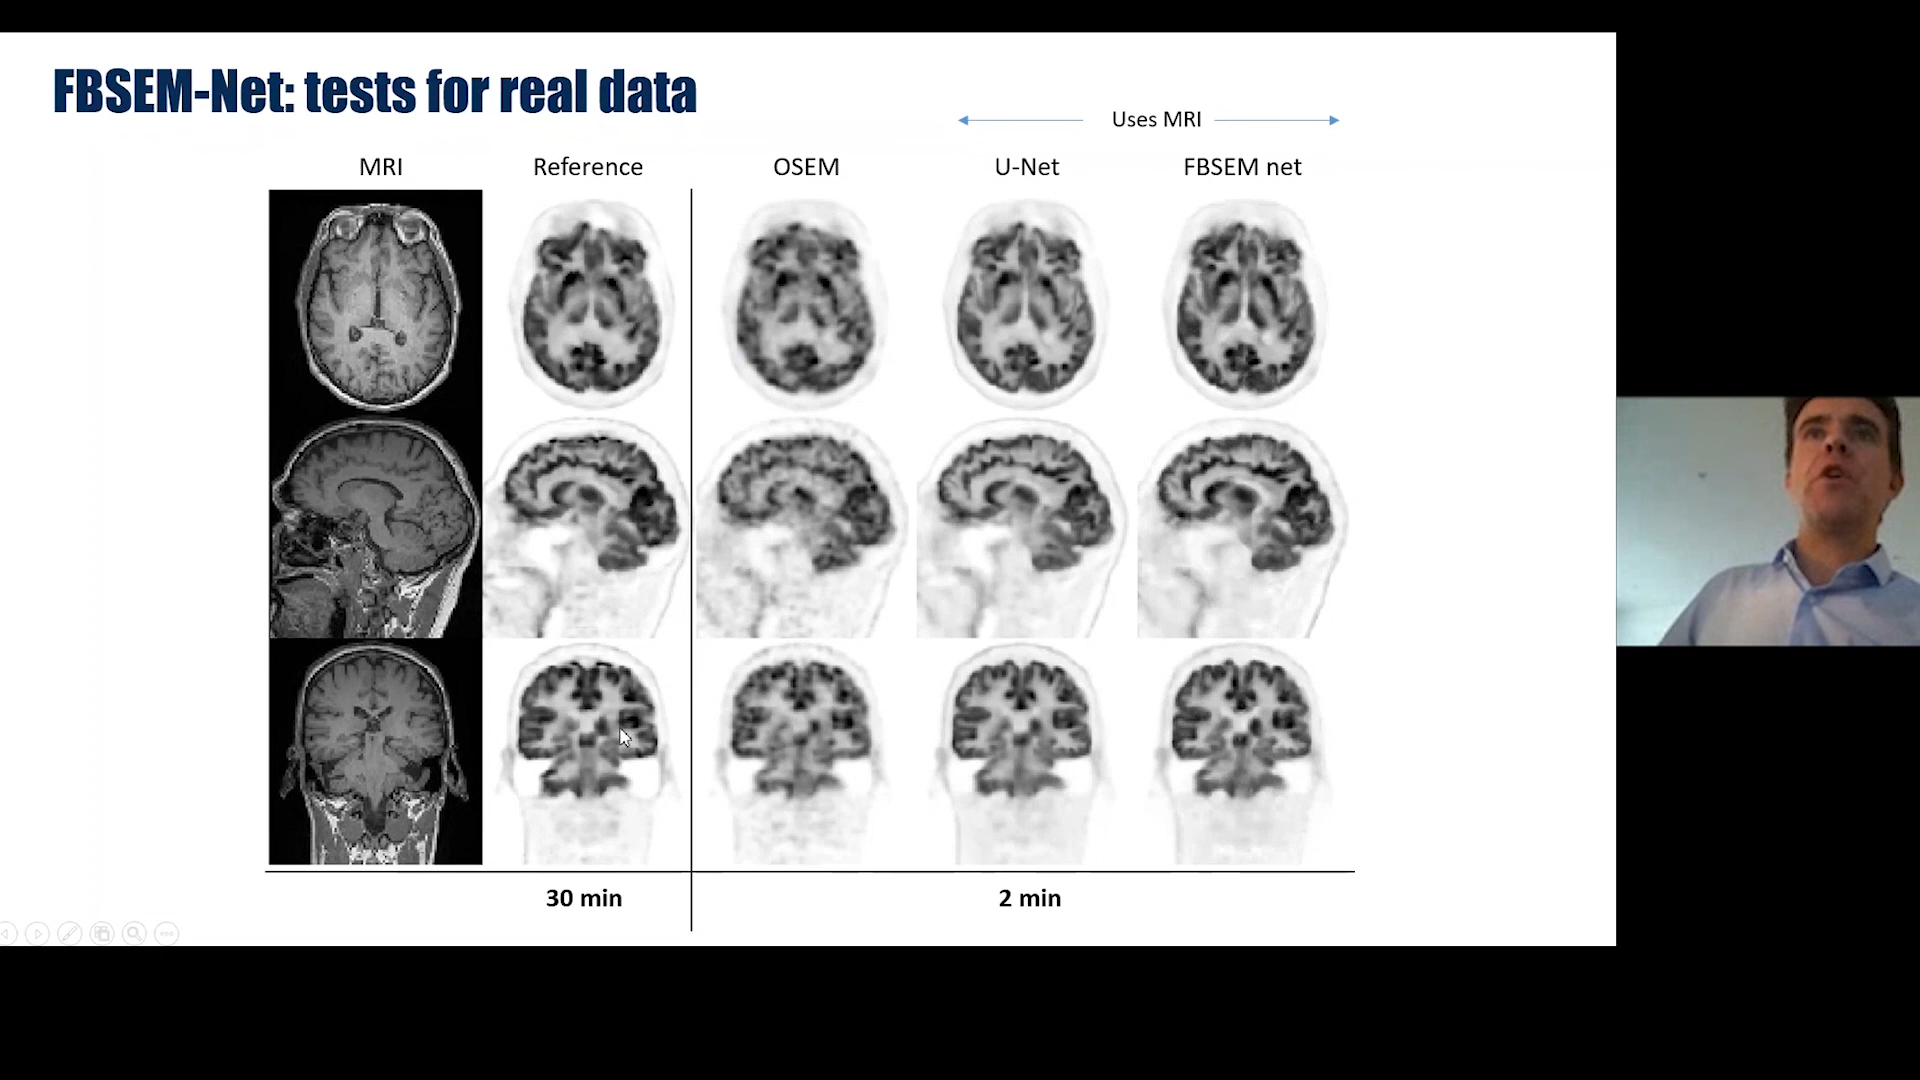 FBSEM-Net: tests for real data
Uses MRI
MRI Reference OSEM U-Net FBSEM net
30 min 2 min